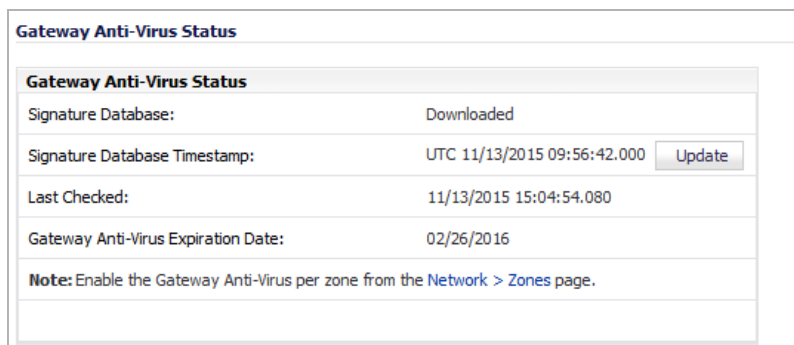 Gateway Anti-Virus Status
Gateway Anti-Virus Status
Signature Database: Downloaded
Signature Database Timestamp: UTC 11/13/2015 09:56:42.000 Update
Last Checked: 11/13/2015 15:04:54.080
Gateway Anti-Virus Expiration Date: 02/26/2016
Note: Enable the Gateway Anti-Virus per zone from the Network > Zones page.